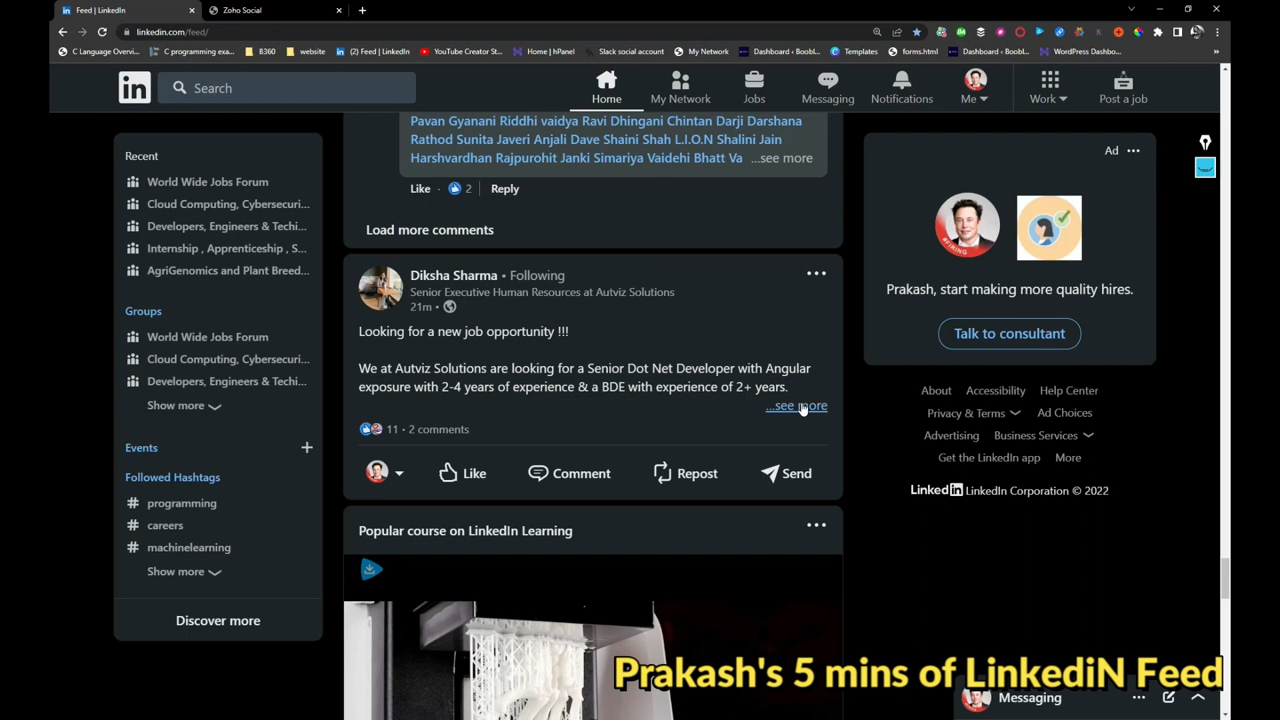 Feed | LinkedIn
Zoho Social
linkedin.com/feed/
C Language Overvi...
C programming exa...
B360
website
(2) Feed | LinkedIn
YouTube Creator St...
Home | hPanel
Slack social account
My Network
Dashboard ‹ Boobl...
Templates
forms.html
Dashboard ‹ Boobl...
WordPress Dashbo...
in
Search
Home
My Network
Jobs
Messaging
Notifications
Me
Work
Post a job
Recent
World Wide Jobs Forum
Cloud Computing, Cybersecuri...
Developers, Engineers & Techi...
Internship , Apprenticeship , S...
AgriGenomics and Plant Breed...
Groups
World Wide Jobs Forum
Cloud Computing, Cybersecuri...
Developers, Engineers & Techi...
Show more
Events
Followed Hashtags
# programming
# careers
# machinelearning
Show more
Discover more
Pavan Gyanani Riddhi vaidya Ravi Dhingani Chintan Darji Darshana
Rathod Sunita Javeri Anjali Dave Shaini Shah L.I.O.N Shalini Jain
Harshvardhan Rajpurohit Janki Simariya Vaidehi Bhatt Va ...see more
Like · 2 Reply
Load more comments
Diksha Sharma • Following
Senior Executive Human Resources at Autviz Solutions
21m •
Looking for a new job opportunity !!!
We at Autviz Solutions are looking for a Senior Dot Net Developer with Angular
exposure with 2-4 years of experience & a BDE with experience of 2+ years.
...see more
11 · 2 comments
Like
Comment
Repost
Send
Popular course on LinkedIn Learning
Ad
#FIRING
Prakash, start making more quality hires.
Talk to consultant
About Accessibility Help Center
Privacy & Terms Ad Choices
Advertising Business Services
Get the LinkedIn app More
LinkedIn LinkedIn Corporation © 2022
Prakash's 5 mins of LinkediN Feed
Messaging